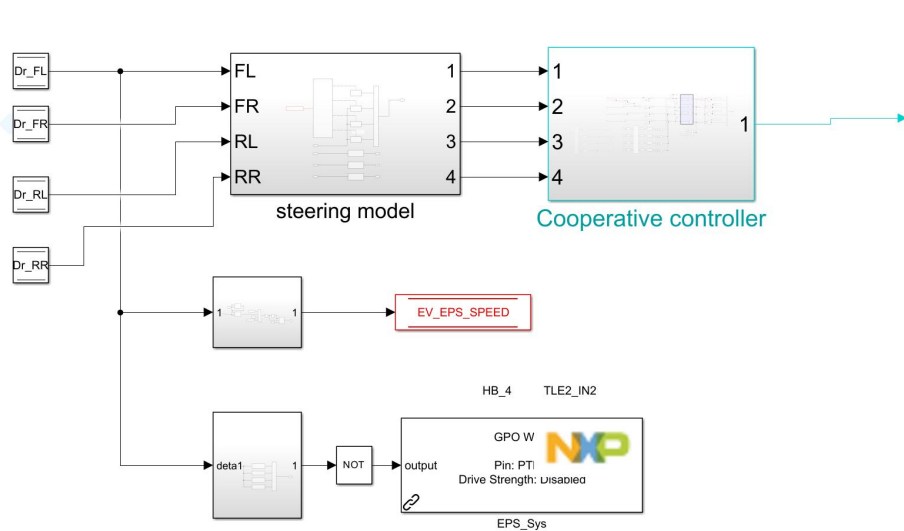 Dr_FL
FL
1
1
Dr_FR
FR
2
2
1
RL
3
3
Dr_RL
RR
4
4
steering model
Cooperative controller
Dr_RR
1
1
EV_EPS_SPEED
HB_4
TLE2_IN2
GPO W
NXP
deta1
1
NOT
output
Pin: PT
Drive Strength: Disabled
EPS_Sys